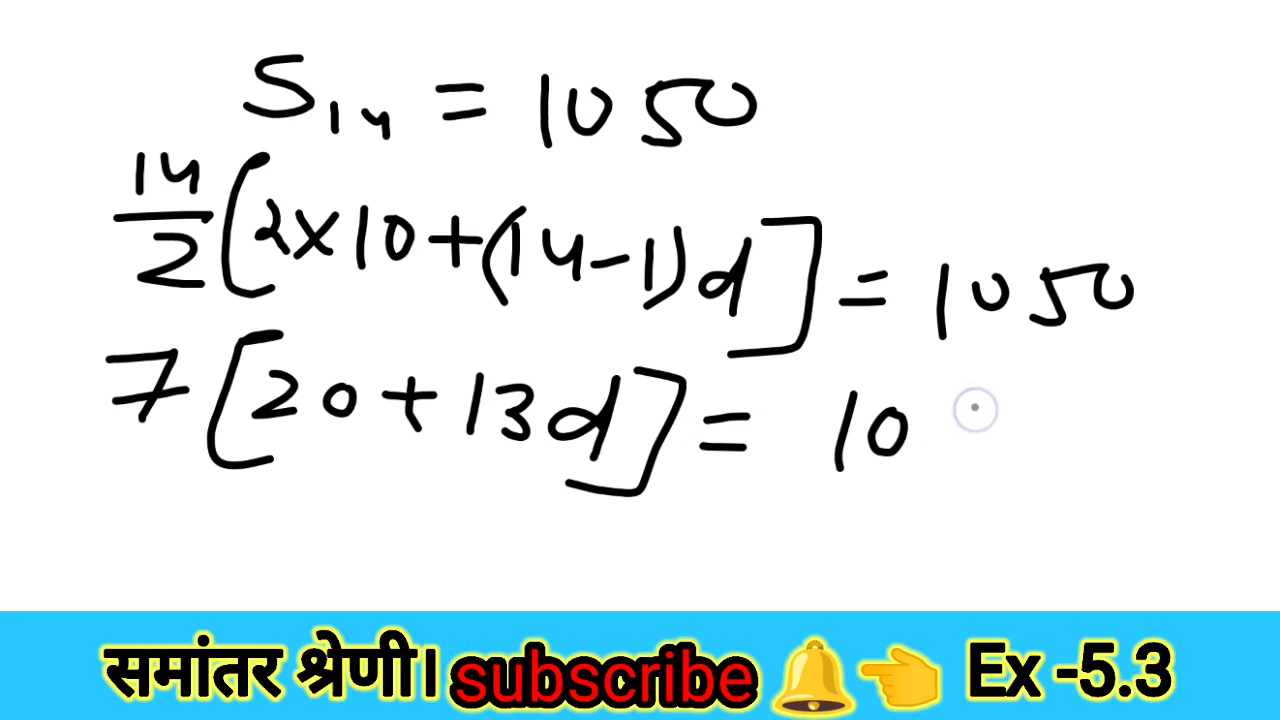 S₁₄ = 1050
14/2 [2×10+(14-1)d] = 1050
7[20+13d] = 10
समांतर श्रेणी। subscribe 🔔👈 Ex -5.3